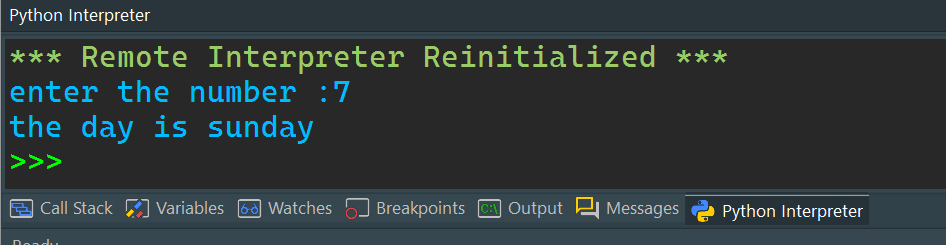 Python Interpreter
*** Remote Interpreter Reinitialized ***
enter the number :7
the day is sunday
>>>
Call Stack Variables Watches Breakpoints Output Messages Python Interpreter